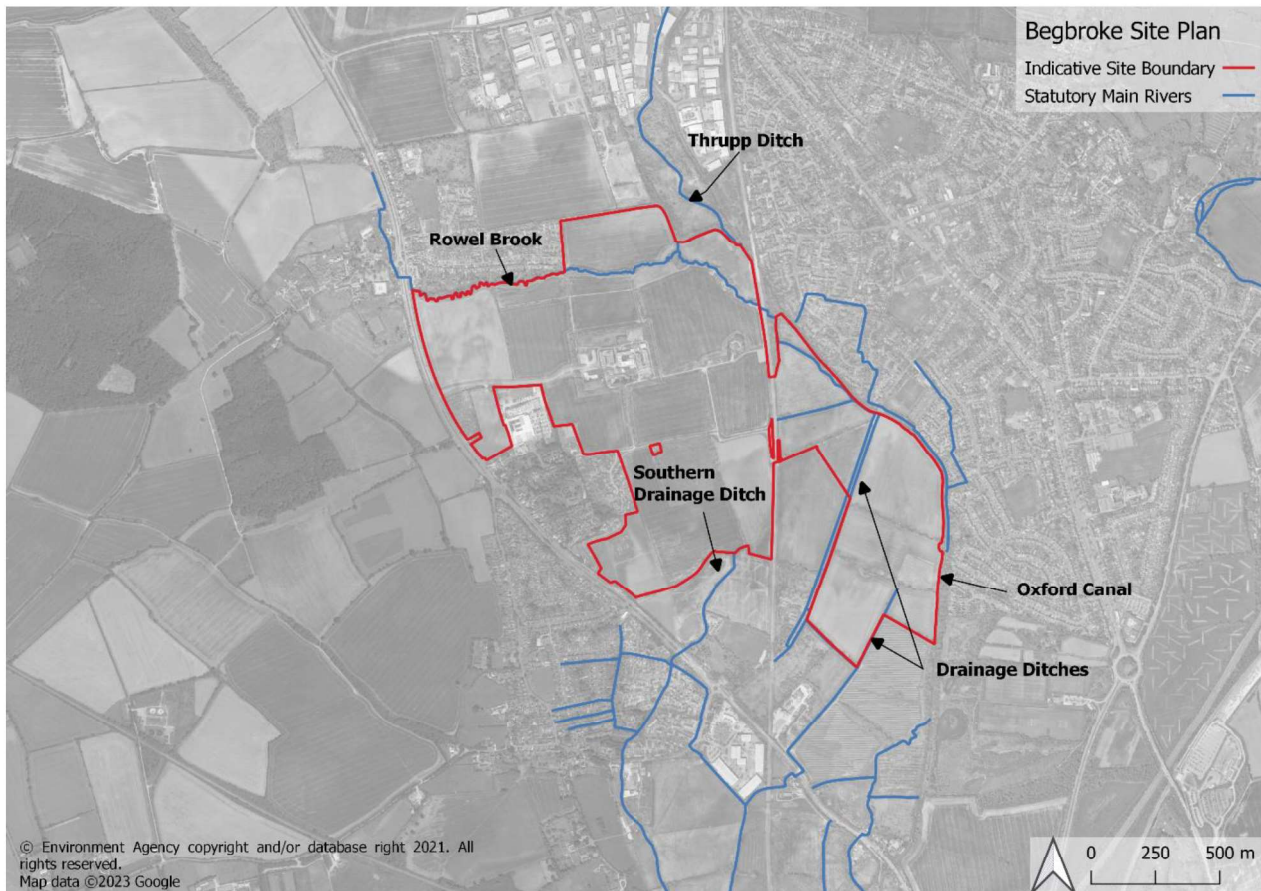 Begbroke Site Plan
Indicative Site Boundary
Statutory Main Rivers
Thrupp Ditch
Rowel Brook
Southern
Drainage Ditch
Oxford Canal
Drainage Ditches
© Environment Agency copyright and/or database right 2021. All
rights reserved.
Map data ©2023 Google
0 250 500 m